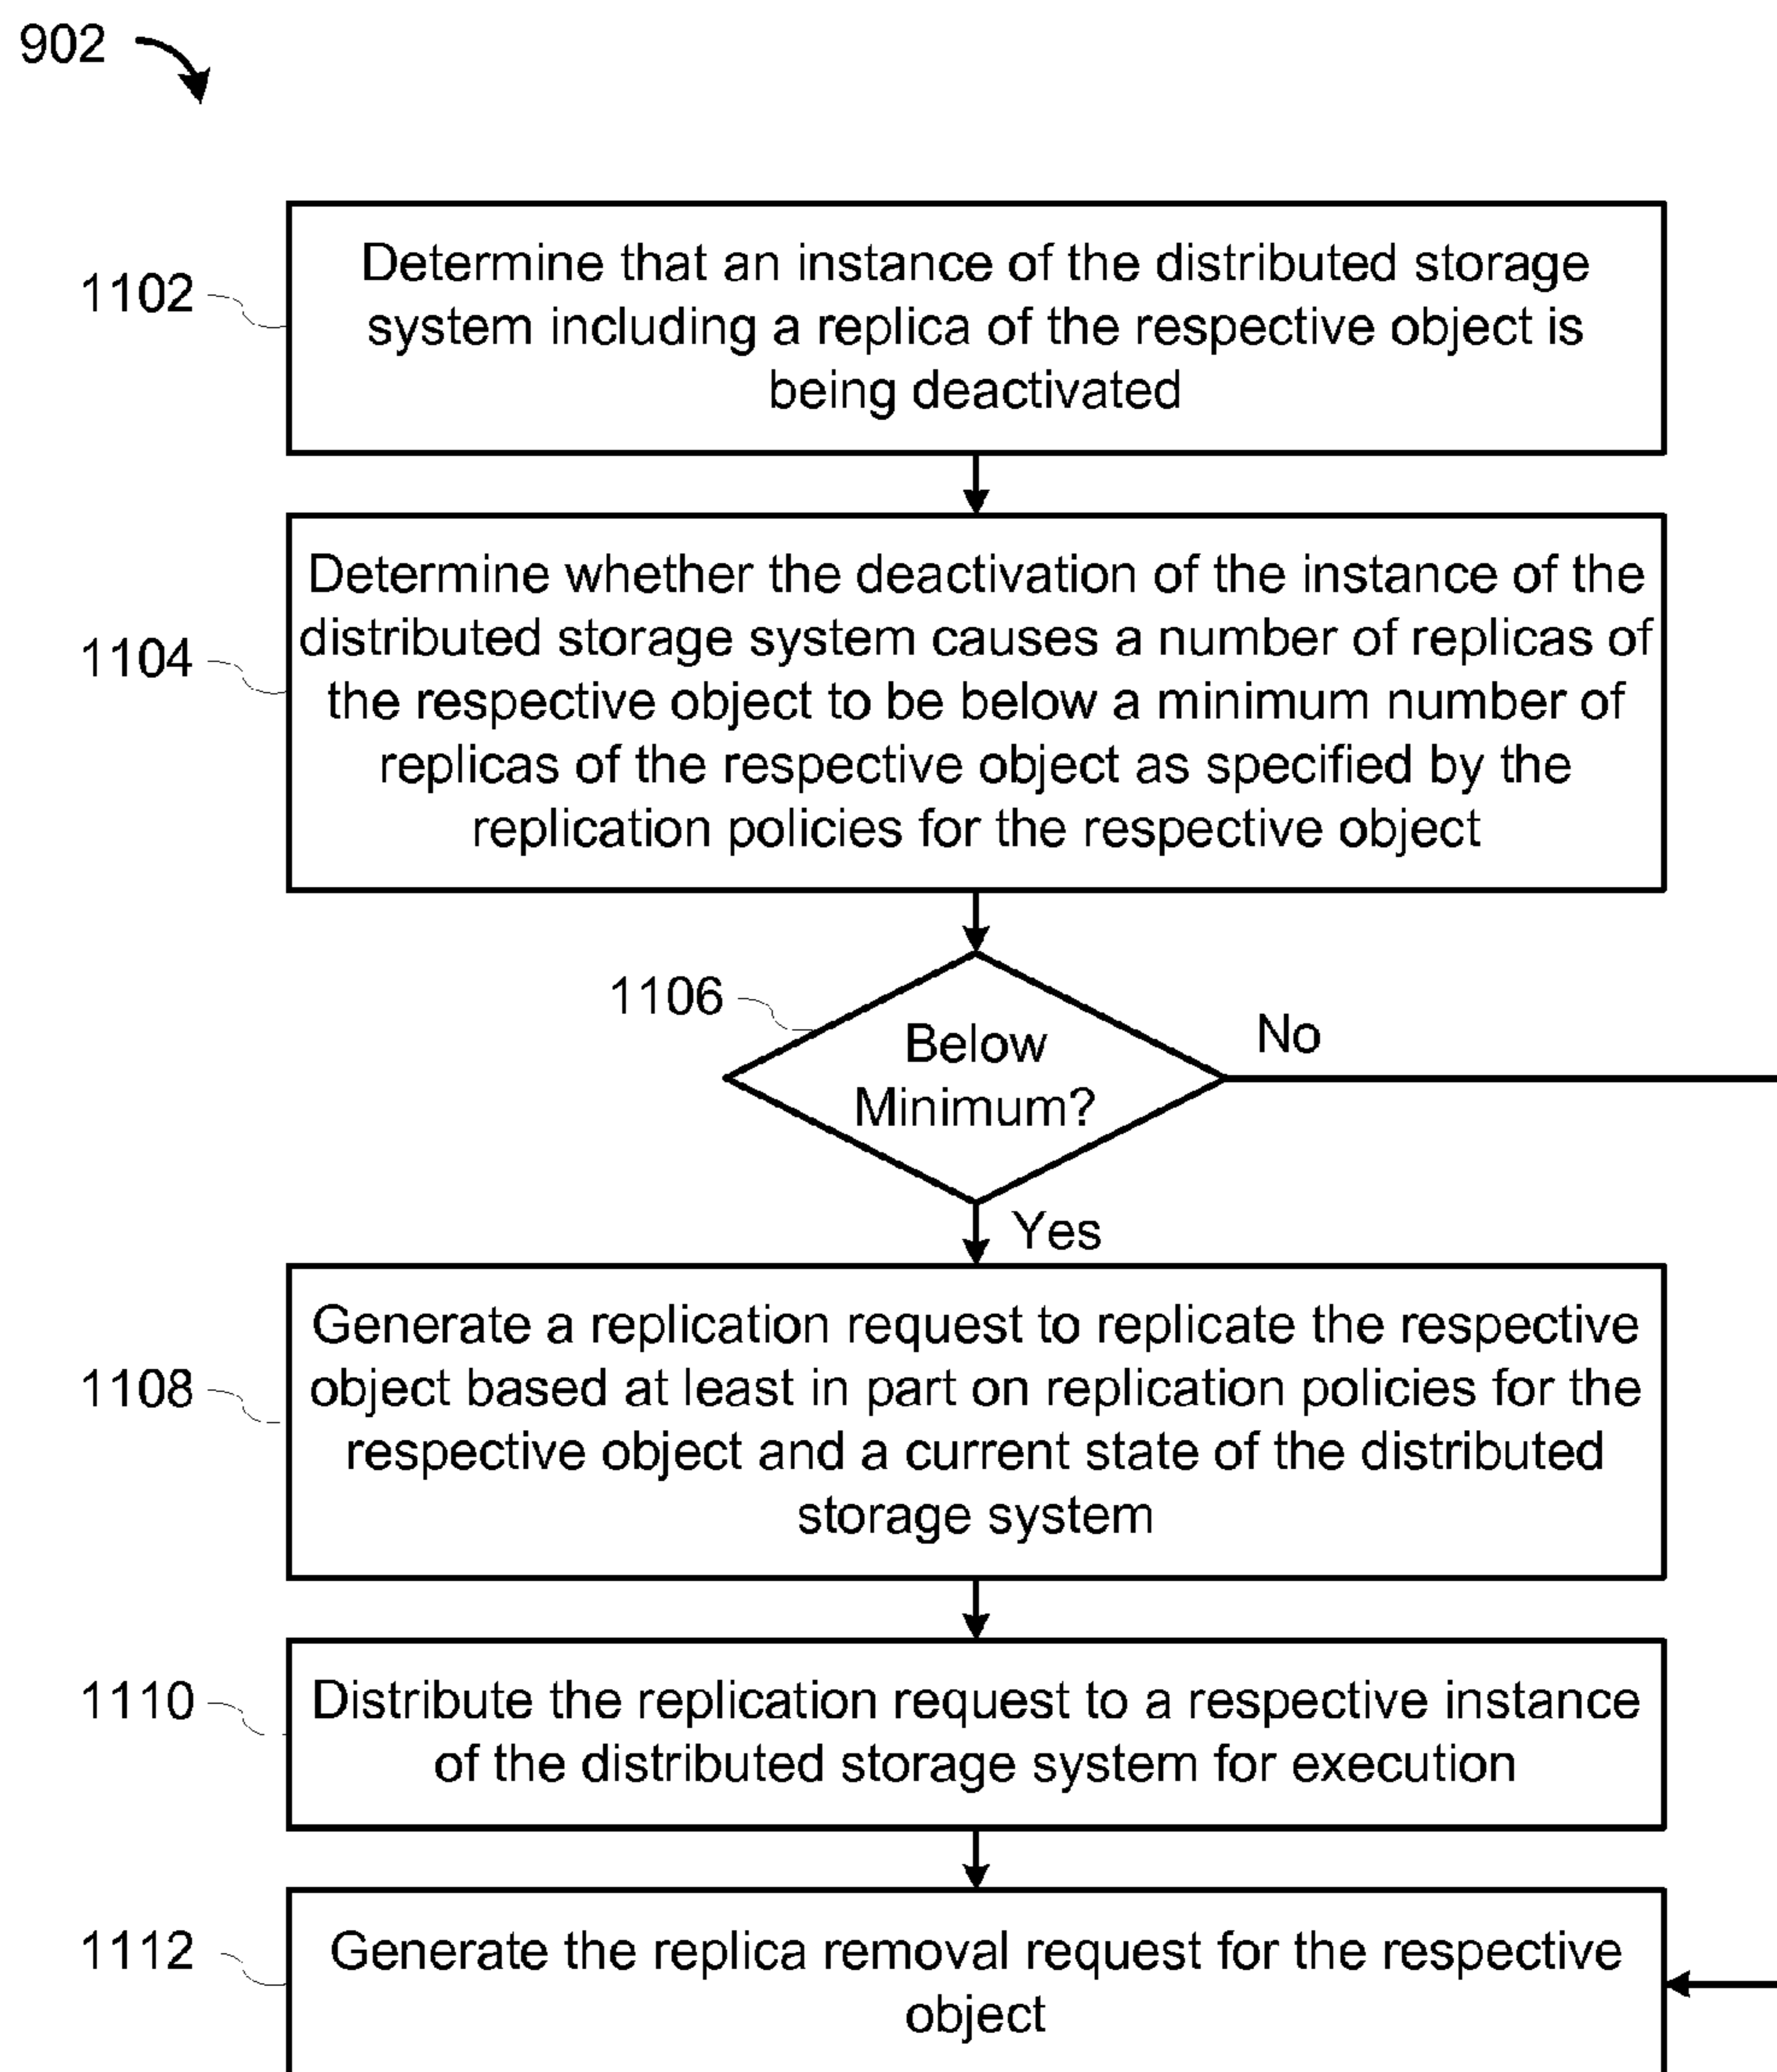 902
1102
Determine that an instance of the distributed storage
system including a replica of the respective object is
being deactivated
1104
Determine whether the deactivation of the instance of the
distributed storage system causes a number of replicas of
the respective object to be below a minimum number of
replicas of the respective object as specified by the
replication policies for the respective object
1106
Below
Minimum?
No
Yes
1108
Generate a replication request to replicate the respective
object based at least in part on replication policies for the
respective object and a current state of the distributed
storage system
1110
Distribute the replication request to a respective instance
of the distributed storage system for execution
1112
Generate the replica removal request for the respective
object